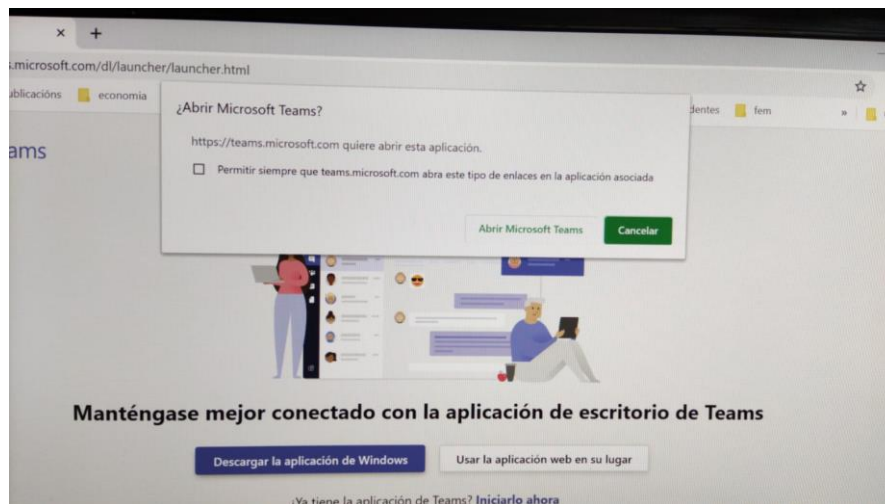 × +
.microsoft.com/dl/launcher/launcher.html
ublicacións economia dentes fem »
ams
¿Abrir Microsoft Teams?
https://teams.microsoft.com quiere abrir esta aplicación.
Permitir siempre que teams.microsoft.com abra este tipo de enlaces en la aplicación asociada
Abrir Microsoft Teams Cancelar
Manténgase mejor conectado con la aplicación de escritorio de Teams
Descargar la aplicación de Windows Usar la aplicación web en su lugar
¿Ya tiene la aplicación de Teams? Iniciarlo ahora